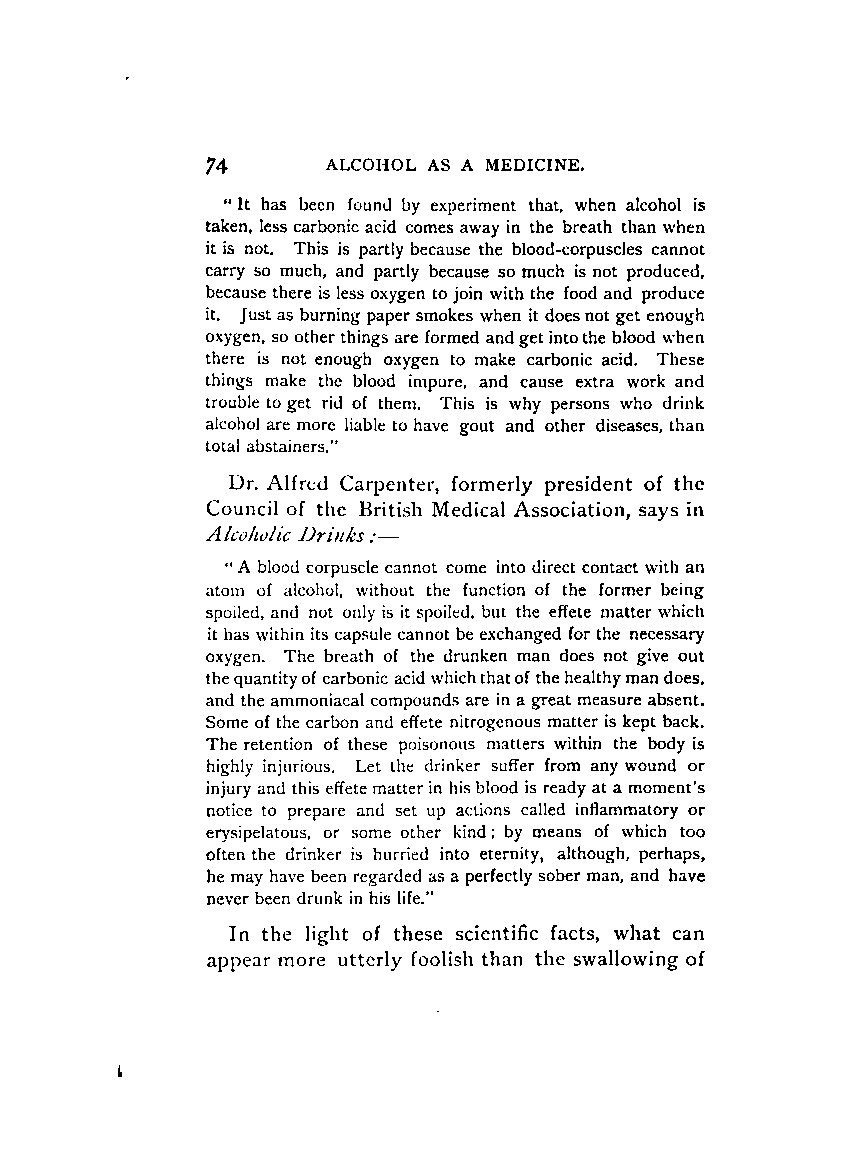 74 ALCOHOL AS A MEDICINE.
" It has been found by experiment that, when alcohol is
taken, less carbonic acid comes away in the breath than when
it is not. This is partly because the blood-corpuscles cannot
carry so much, and partly because so much is not produced,
because there is less oxygen to join with the food and produce
it. Just as burning paper smokes when it does not get enough
oxygen, so other things are formed and get into the blood when
there is not enough oxygen to make carbonic acid. These
things make the blood impure, and cause extra work and
trouble to get rid of them. This is why persons who drink
alcohol are more liable to have gout and other diseases, than
total abstainers."
Dr. Alfred Carpenter, formerly president of the
Council of the British Medical Association, says in
Alcoholic Drinks :—
" A blood corpuscle cannot come into direct contact with an
atom of alcohol, without the function of the former being
spoiled, and not only is it spoiled, but the effete matter which
it has within its capsule cannot be exchanged for the necessary
oxygen. The breath of the drunken man does not give out
the quantity of carbonic acid which that of the healthy man does,
and the ammoniacal compounds are in a great measure absent.
Some of the carbon and effete nitrogenous matter is kept back.
The retention of these poisonous matters within the body is
highly injurious. Let the drinker suffer from any wound or
injury and this effete matter in his blood is ready at a moment's
notice to prepare and set up actions called inflammatory or
erysipelatous, or some other kind ; by means of which too
often the drinker is hurried into eternity, although, perhaps,
he may have been regarded as a perfectly sober man, and have
never been drunk in his life."
In the light of these scientific facts, what can
appear more utterly foolish than the swallowing of